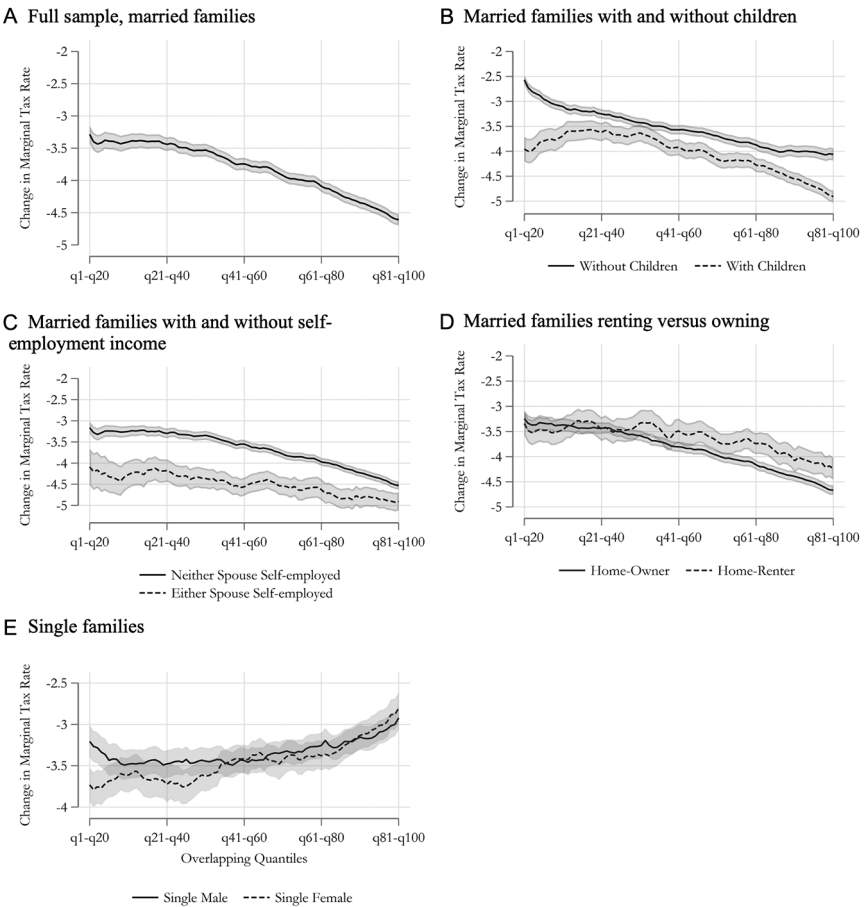 A Full sample, married families
Change in Marginal Tax Rate
-2
-2.5
-3
-3.5
-4
-4.5
-5
q1-q20 q21-q40 q41-q60 q61-q80 q81-q100
B Married families with and without children
Change in Marginal Tax Rate
-2
-2.5
-3
-3.5
-4
-4.5
-5
q1-q20 q21-q40 q41-q60 q61-q80 q81-q100
Without Children With Children
C Married families with and without self-
employment income
Change in Marginal Tax Rate
-2
-2.5
-3
-3.5
-4
-4.5
-5
q1-q20 q21-q40 q41-q60 q61-q80 q81-q100
Neither Spouse Self-employed
Either Spouse Self-employed
D Married families renting versus owning
Change in Marginal Tax Rate
-2
-2.5
-3
-3.5
-4
-4.5
-5
q1-q20 q21-q40 q41-q60 q61-q80 q81-q100
Home-Owner Home-Renter
E Single families
Change in Marginal Tax Rate
-2.5
-3
-3.5
-4
q1-q20 q21-q40 q41-q60 q61-q80 q81-q100
Overlapping Quantiles
Single Male Single Female